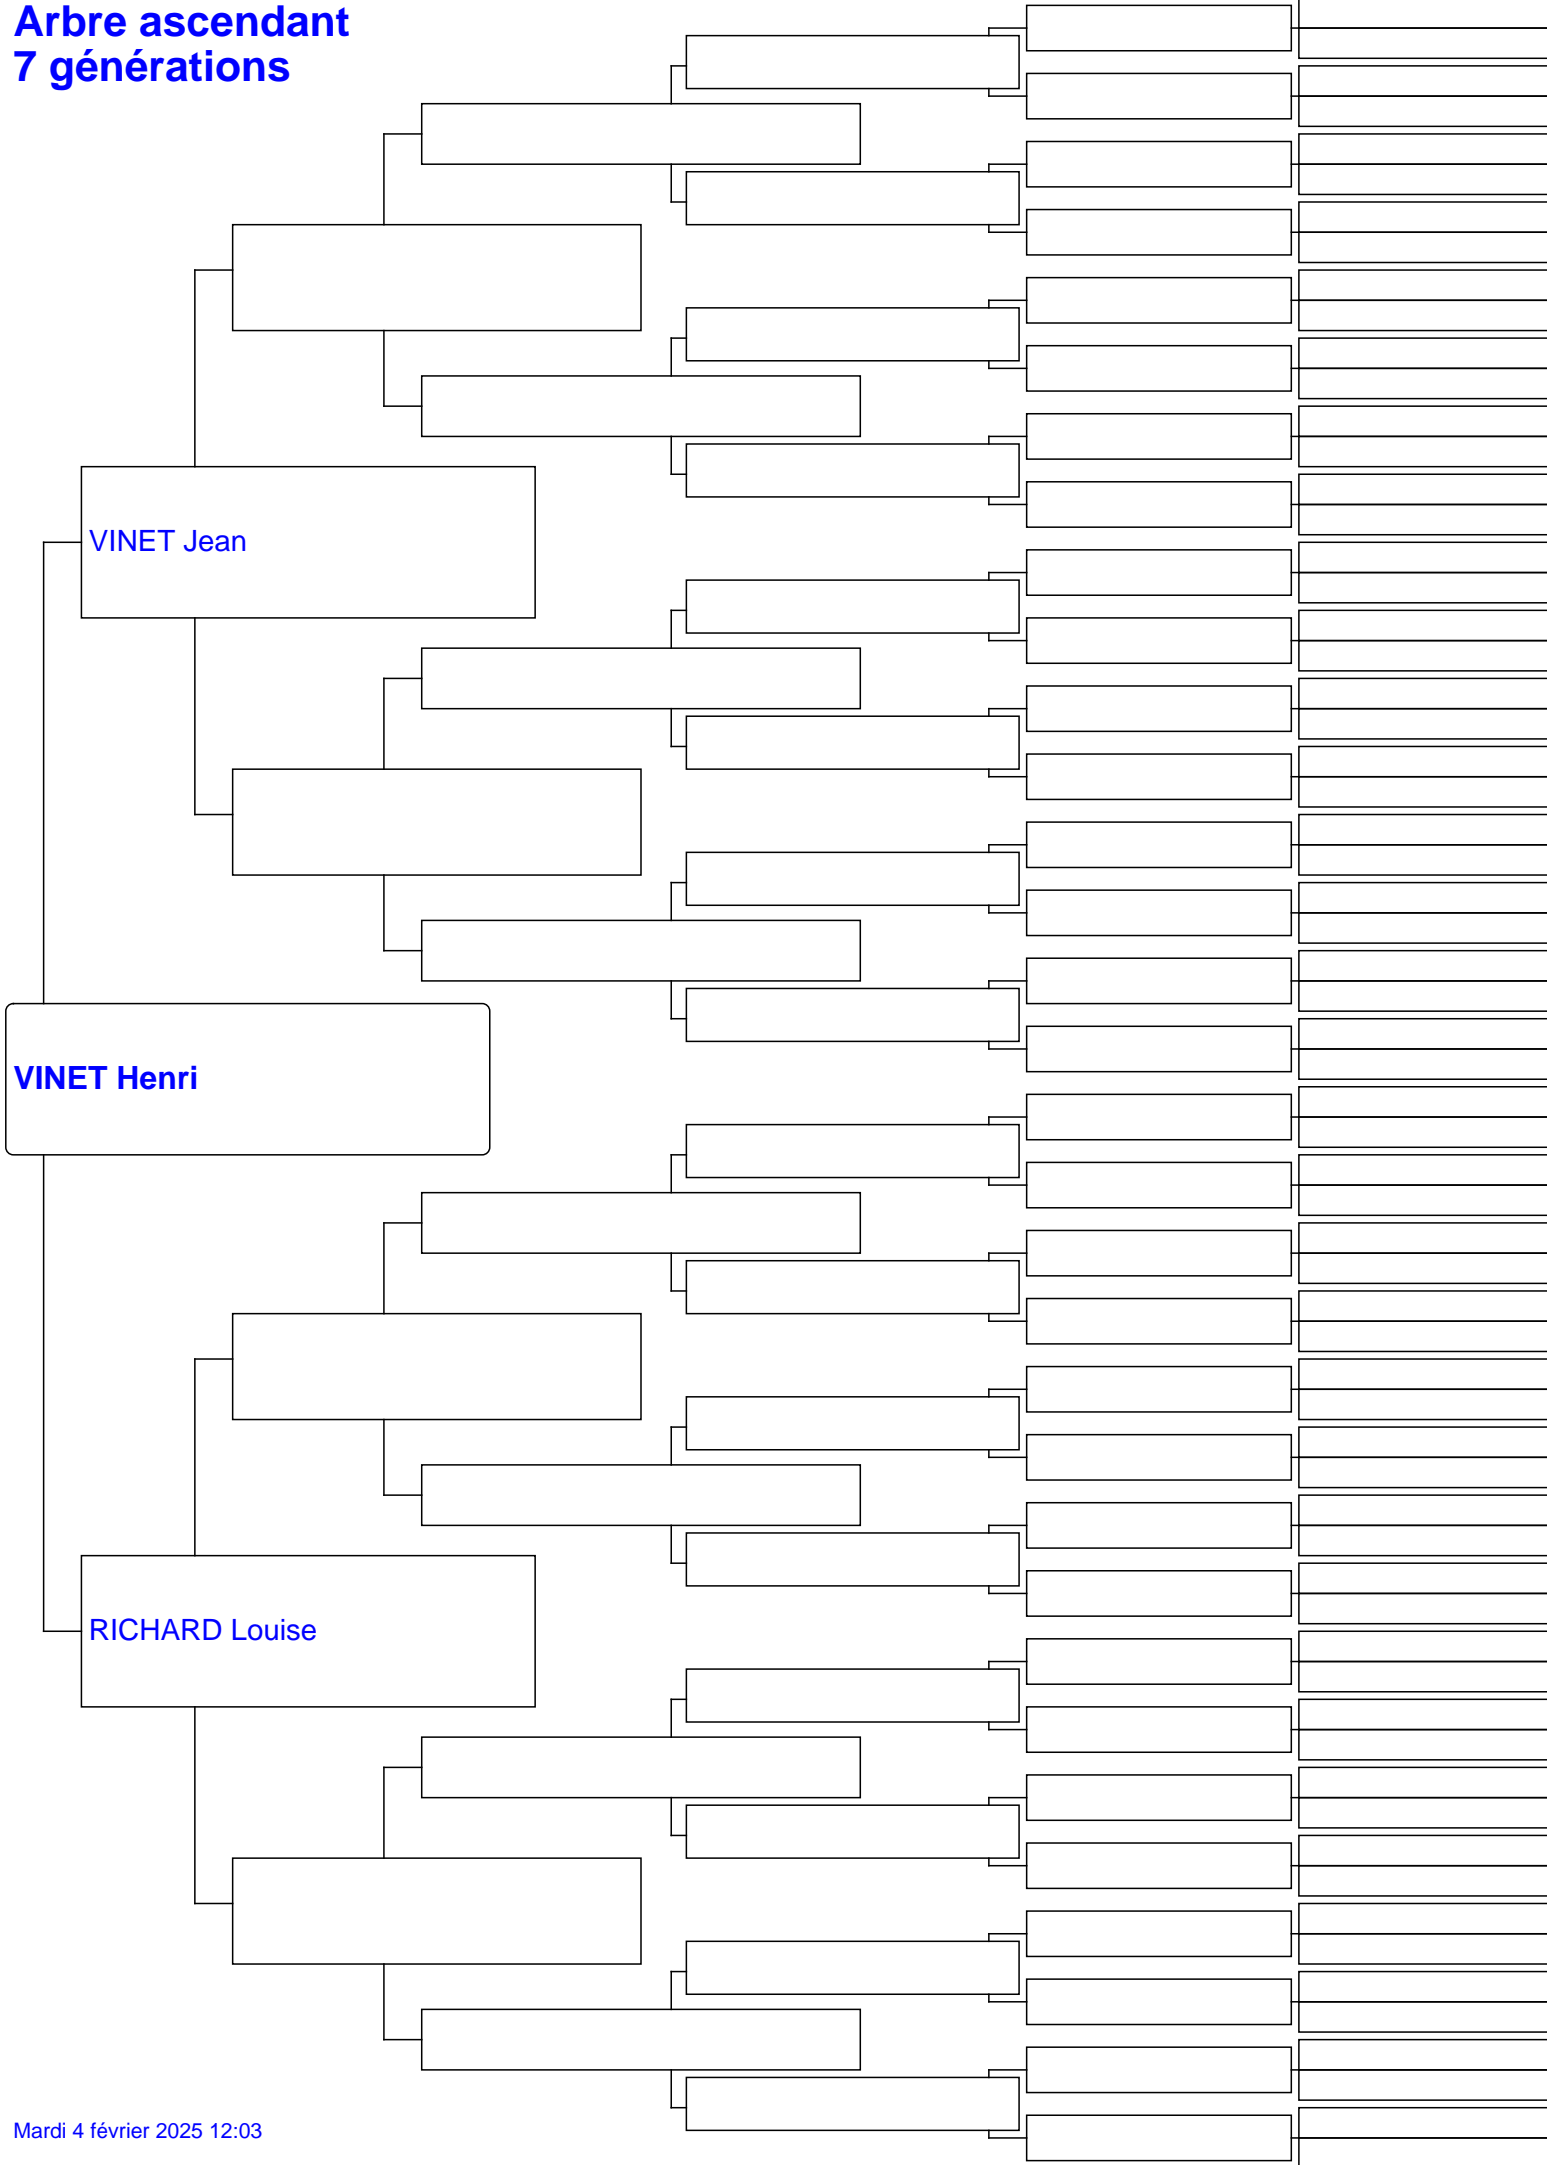 Arbre ascendant
7 générations
VINET Jean
VINET Henri
RICHARD Louise
Mardi 4 février 2025 12:03